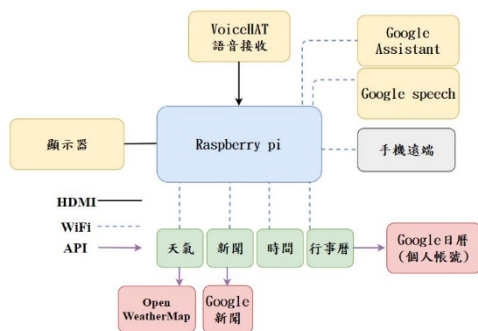 VoiceHAT
語音接收
Google
Assistant
Google speech
顯示器
Raspberry pi
手機遠端
HDMI
WiFi
API
天氣
新聞
時間
行事曆
Google日曆
(個人帳號)
Open
WeatherMap
Google
新聞